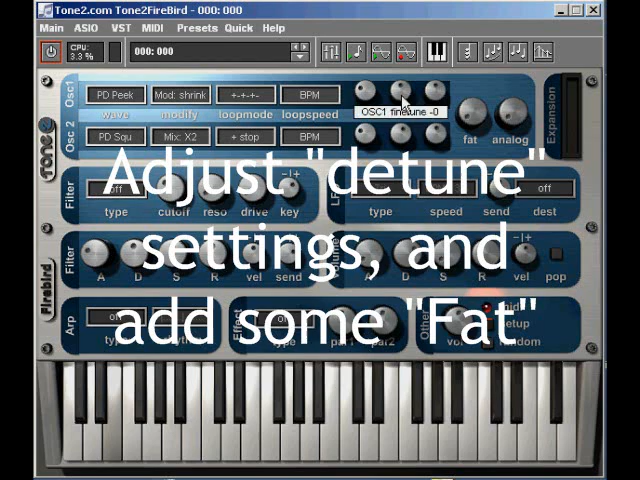 Tone2.com Tone2FireBird - 000: 000
Main ASIO VST MIDI Presets Quick Help
CPU: 3.3 %
000: 000
Osc1
PD Peek Mod: shrink +-+-+- BPM
wave modify loopmode loopspeed
OSC1 finetune -0
Osc 2
PD Squ Mix: X2 + stop BPM
fat analog
Expansion
Tone2
Adjust "detune"
settings, and
add some "Fat"
Filter
off
type cutoff reso drive key
type speed send dest
off
Filter
A D S R vel send
A D S R vel pop
Firebird
Arp
Effect
type par1 par2
Other
random